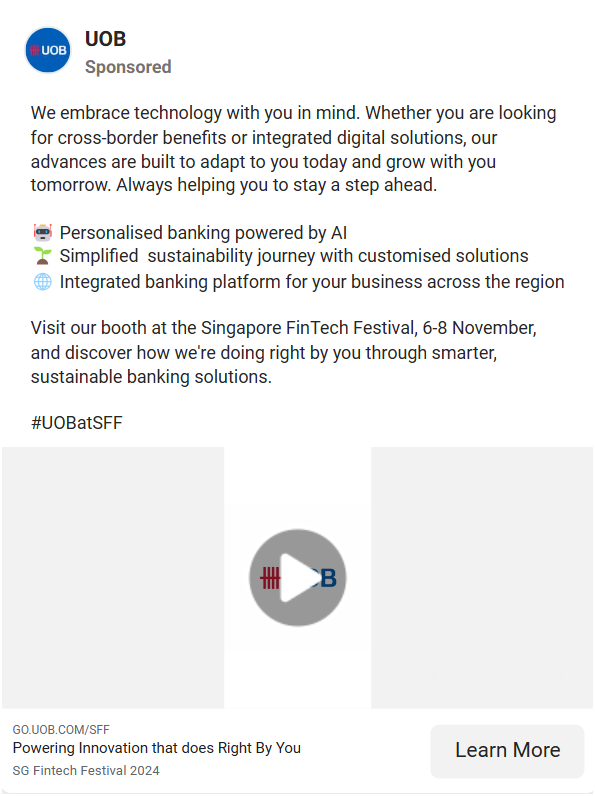 UOB
UOB
Sponsored
We embrace technology with you in mind. Whether you are looking
for cross-border benefits or integrated digital solutions, our
advances are built to adapt to you today and grow with you
tomorrow. Always helping you to stay a step ahead.
Personalised banking powered by AI
Simplified  sustainability journey with customised solutions
Integrated banking platform for your business across the region
Visit our booth at the Singapore FinTech Festival, 6-8 November,
and discover how we're doing right by you through smarter,
sustainable banking solutions.
#UOBatSFF
B
GO.UOB.COM/SFF
Powering Innovation that does Right By You
SG Fintech Festival 2024
Learn More